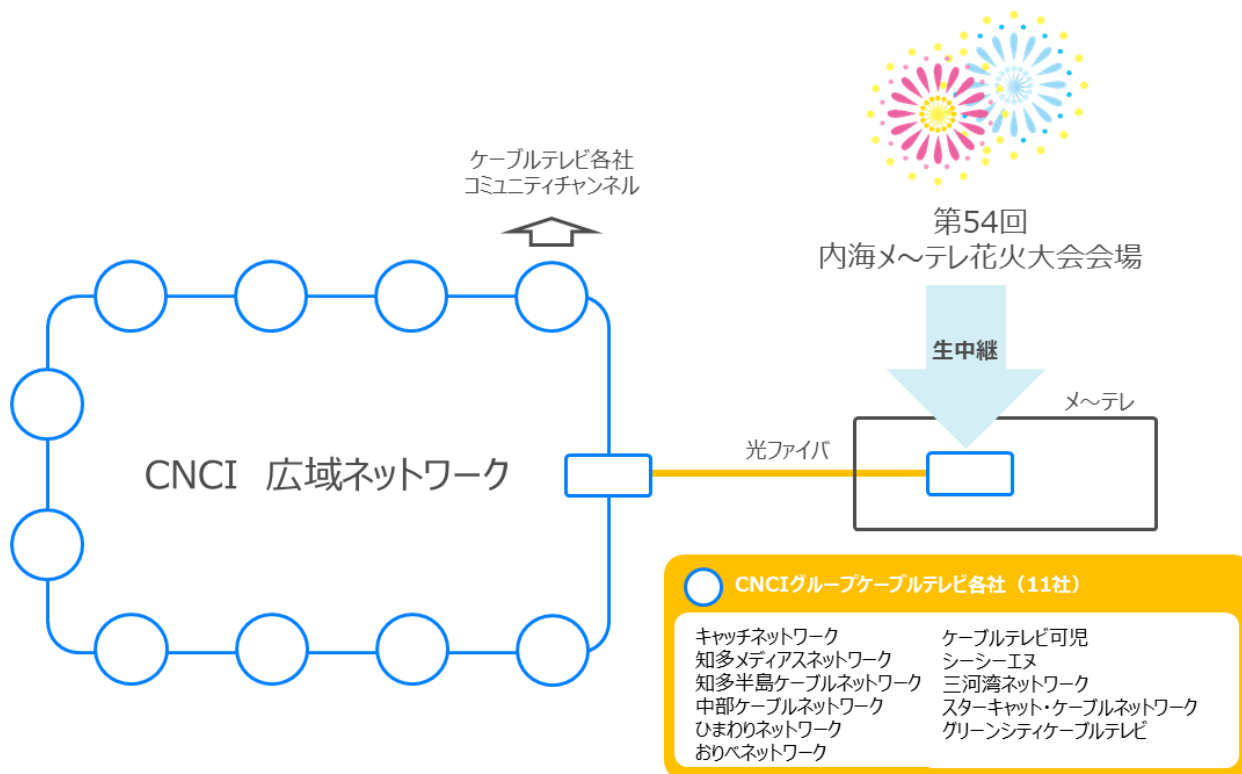 ケーブルテレビ各社
コミュニティチャンネル
第54回
内海メ～テレ花火大会会場
生中継
メ～テレ
光ファイバ
CNCI 広域ネットワーク
CNCIグループケーブルテレビ各社（11社）
キャッチネットワーク
知多メディアスネットワーク
知多半島ケーブルネットワーク
中部ケーブルネットワーク
ひまわりネットワーク
おりべネットワーク
ケーブルテレビ可児
シーシーエヌ
三河湾ネットワーク
スターキャット・ケーブルネットワーク
グリーンシティケーブルテレビ